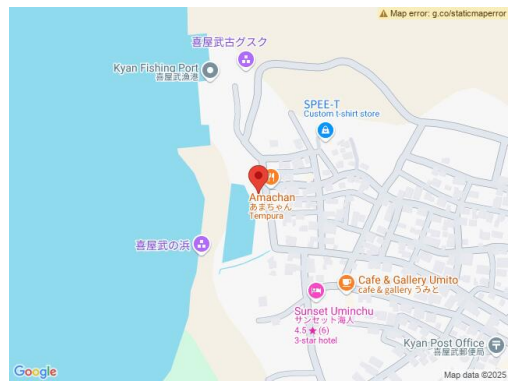 Map error: g.co/staticmaperror
喜屋武古グスク
Kyan Fishing Port
喜屋武漁港
SPEE-T
Custom t-shirt store
Amachan
あまちゃん
Tempura
喜屋武の浜
Cafe & Gallery Umito
cafe & gallery うみと
Sunset Uminchu
サンセット海人
4.5★(6)
3-star hotel
Kyan Post Office
喜屋武郵便局
Google
Map data ©2025